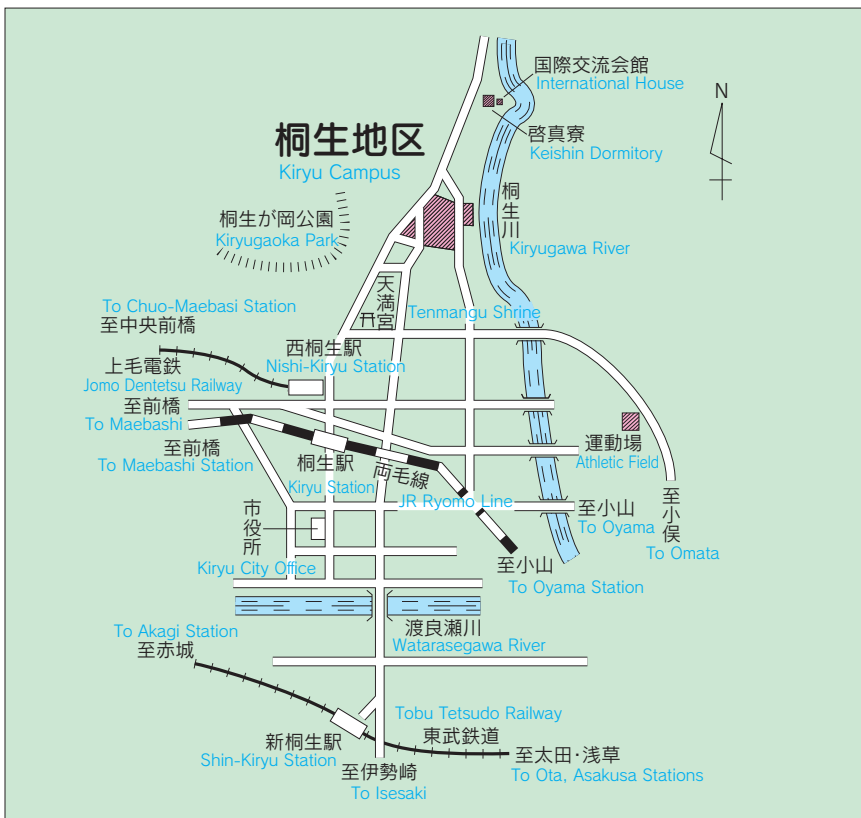 国際交流会館
International House
N
啓真寮
Keishin Dormitory
桐生地区
Kiryu Campus
桐生川
Kiryugawa River
桐生が岡公園
Kiryugaoka Park
天満宮
Tenmangu Shrine
To Chuo-Maebasi Station
至中央前橋
西桐生駅
Nishi-Kiryu Station
上毛電鉄
Jomo Dentetsu Railway
至前橋
To Maebashi
至前橋
To Maebashi Station
桐生駅
Kiryu Station
両毛線
JR Ryomo Line
運動場
Athletic Field
至小山
To Oyama
至小俣
To Omata
市役所
Kiryu City Office
至小山
To Oyama Station
渡良瀬川
Watarasegawa River
To Akagi Station
至赤城
Tobu Tetsudo Railway
東武鉄道
新桐生駅
Shin-Kiryu Station
至太田・浅草
To Ota, Asakusa Stations
至伊勢崎
To Isesaki